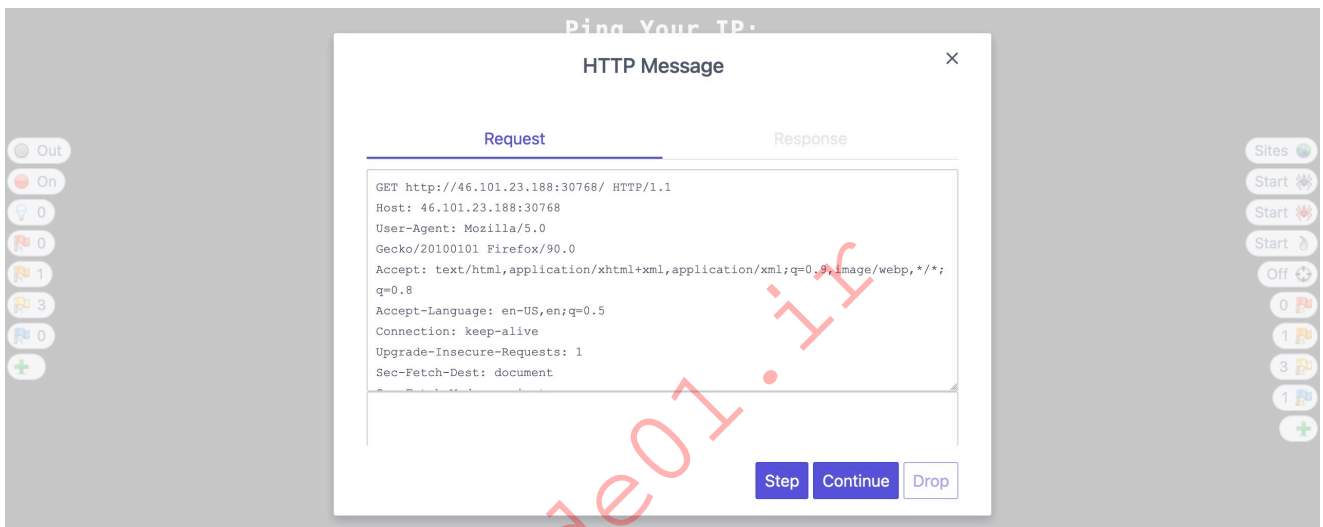 Ping Your IP:
HTTP Message
×
Request
Response
GET http://46.101.23.188:30768/ HTTP/1.1
Host: 46.101.23.188:30768
User-Agent: Mozilla/5.0
Gecko/20100101 Firefox/90.0
Accept: text/html,application/xhtml+xml,application/xml;q=0.9,image/webp,*/*;
q=0.8
Accept-Language: en-US,en;q=0.5
Connection: keep-alive
Upgrade-Insecure-Requests: 1
Sec-Fetch-Dest: document
Step
Continue
Drop
Out
On
0
0
1
3
0
Sites
Start
Start
Start
Off
0
1
3
1
de01.ir